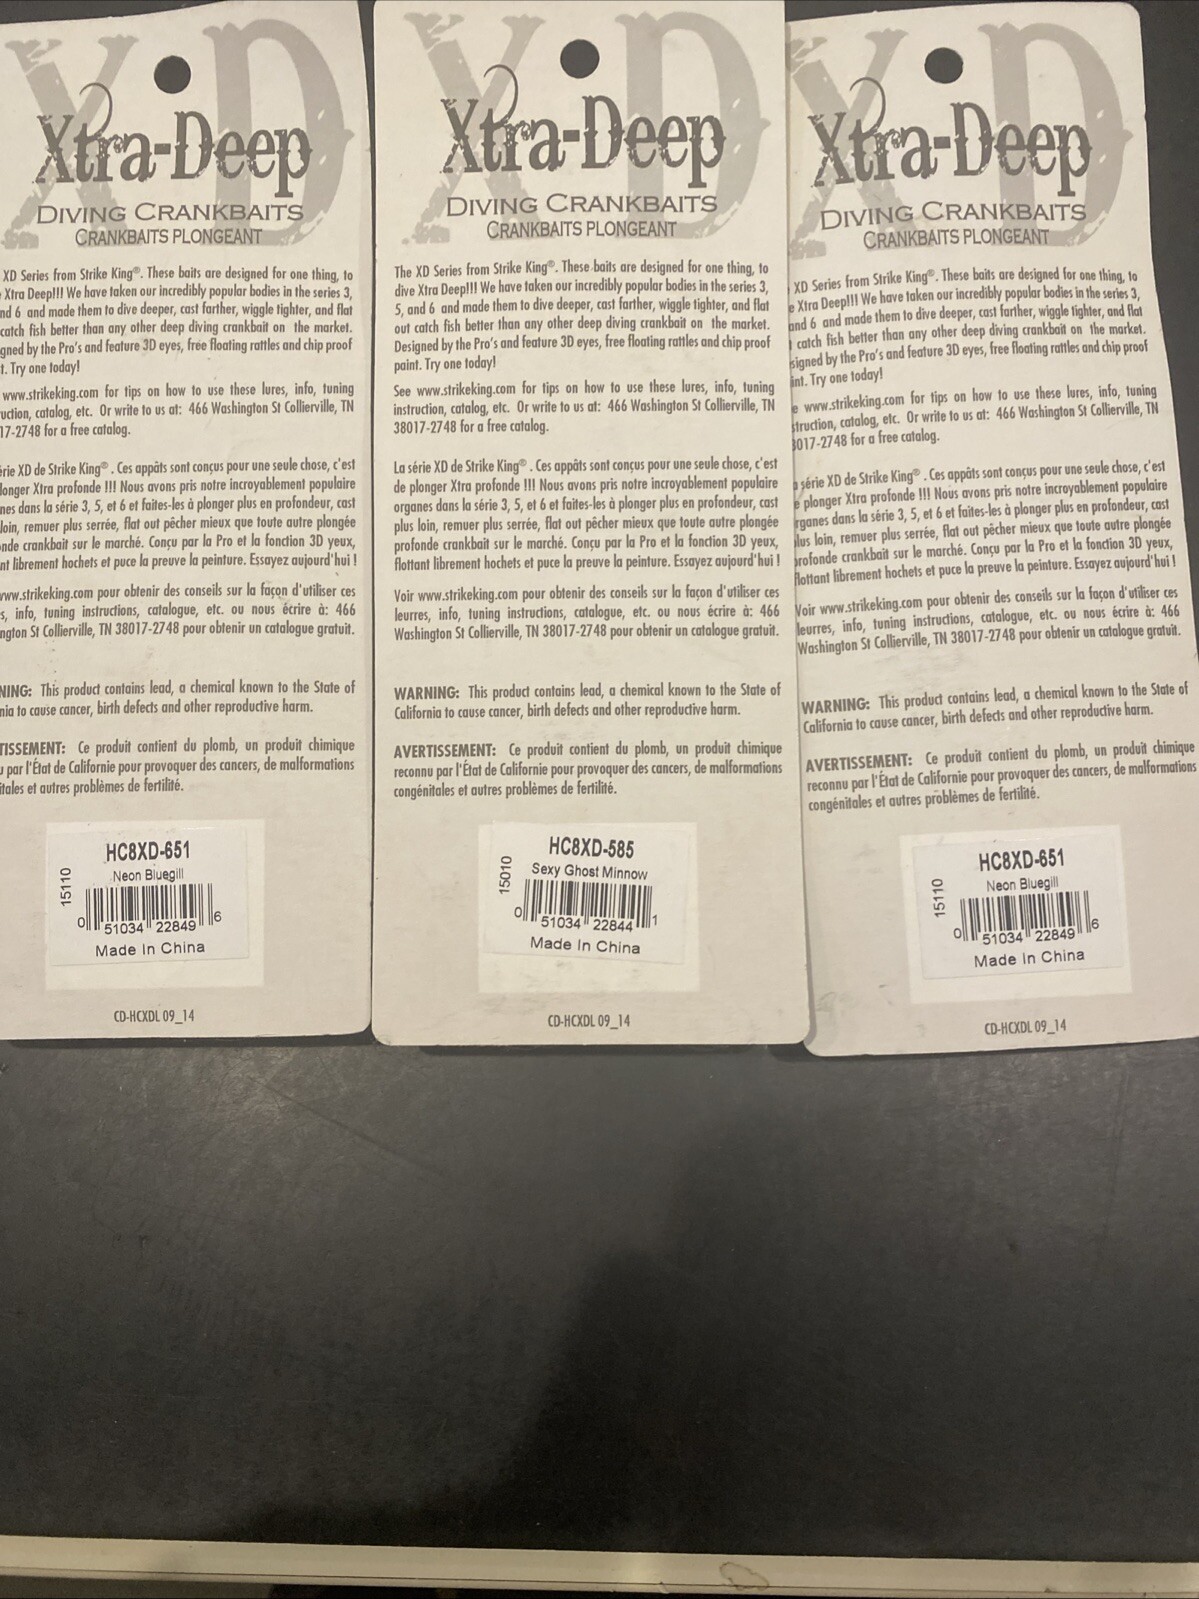 XD
Xtra-Deep
DIVING CRANKBAITS
CRANKBAITS PLONGEANT
XD Series from Strike King®. These baits are designed for one thing, to
Xtra Deep!!! We have taken our incredibly popular bodies in the series 3,
nd 6 and made them to dive deeper, cast farther, wiggle tighter, and flat
catch fish better than any other deep diving crankbait on the market.
gned by the Pro's and feature 3D eyes, free floating rattles and chip proof
t. Try one today!
www.strikeking.com for tips on how to use these lures, info, tuning
uction, catalog, etc. Or write to us at: 466 Washington St Collierville, TN
17-2748 for a free catalog.
érie XD de Strike King® . Ces appâts sont conçus pour une seule chose, c'est
longer Xtra profonde !!! Nous avons pris notre incroyablement populaire
nes dans la série 3, 5, et 6 et faites-les à plonger plus en profondeur, cast
loin, remuer plus serrée, flat out pêcher mieux que toute autre plongée
nde crankbait sur le marché. Conçu par la Pro et la fonction 3D yeux,
nt librement hochets et puce la preuve la peinture. Essayez aujourd'hui !
www.strikeking.com pour obtenir des conseils sur la façon d'utiliser ces
s, info, tuning instructions, catalogue, etc. ou nous écrire à: 466
ngton St Collierville, TN 38017-2748 pour obtenir un catalogue gratuit.
NING: This product contains lead, a chemical known to the State of
nia to cause cancer, birth defects and other reproductive harm.
TISSEMENT: Ce produit contient du plomb, un produit chimique
u par l'État de Californie pour provoquer des cancers, de malformations
itales et autres problèmes de fertilité.
HC8XD-651
Neon Bluegill
15110
0 51034 22849 6
Made In China
CD-HCXDL 09_14
XD
Xtra-Deep
DIVING CRANKBAITS
CRANKBAITS PLONGEANT
The XD Series from Strike King®. These baits are designed for one thing, to
dive Xtra Deep!!! We have taken our incredibly popular bodies in the series 3,
5, and 6 and made them to dive deeper, cast farther, wiggle tighter, and flat
out catch fish better than any other deep diving crankbait on the market.
Designed by the Pro's and feature 3D eyes, free floating rattles and chip proof
paint. Try one today!
See www.strikeking.com for tips on how to use these lures, info, tuning
instruction, catalog, etc. Or write to us at: 466 Washington St Collierville, TN
38017-2748 for a free catalog.
La série XD de Strike King® . Ces appâts sont conçus pour une seule chose, c'est
de plonger Xtra profonde !!! Nous avons pris notre incroyablement populaire
organes dans la série 3, 5, et 6 et faites-les à plonger plus en profondeur, cast
plus loin, remuer plus serrée, flat out pêcher mieux que toute autre plongée
profonde crankbait sur le marché. Conçu par la Pro et la fonction 3D yeux,
flottant librement hochets et puce la preuve la peinture. Essayez aujourd'hui !
Voir www.strikeking.com pour obtenir des conseils sur la façon d'utiliser ces
leurres, info, tuning instructions, catalogue, etc. ou nous écrire à: 466
Washington St Collierville, TN 38017-2748 pour obtenir un catalogue gratuit.
WARNING: This product contains lead, a chemical known to the State of
California to cause cancer, birth defects and other reproductive harm.
AVERTISSEMENT: Ce produit contient du plomb, un produit chimique
reconnu par l'État de Californie pour provoquer des cancers, de malformations
congénitales et autres problèmes de fertilité.
HC8XD-585
Sexy Ghost Minnow
15010
0 51034 22844 1
Made In China
CD-HCXDL 09_14
XD
Xtra-Deep
DIVING CRANKBAITS
CRANKBAITS PLONGEANT
XD Series from Strike King®. These baits are designed for one thing, to
e Xtra Deep!!! We have taken our incredibly popular bodies in the series 3,
and 6 and made them to dive deeper, cast farther, wiggle tighter, and flat
catch fish better than any other deep diving crankbait on the market.
signed by the Pro's and feature 3D eyes, free floating rattles and chip proof
int. Try one today!
e www.strikeking.com for tips on how to use these lures, info, tuning
struction, catalog, etc. Or write to us at: 466 Washington St Collierville, TN
8017-2748 for a free catalog.
a série XD de Strike King® . Ces appâts sont conçus pour une seule chose, c'est
e plonger Xtra profonde !!! Nous avons pris notre incroyablement populaire
rganes dans la série 3, 5, et 6 et faites-les à plonger plus en profondeur, cast
lus loin, remuer plus serrée, flat out pêcher mieux que toute autre plongée
profonde crankbait sur le marché. Conçu par la Pro et la fonction 3D yeux,
flottant librement hochets et puce la preuve la peinture. Essayez aujourd'hui !
Voir www.strikeking.com pour obtenir des conseils sur la façon d'utiliser ces
leurres, info, tuning instructions, catalogue, etc. ou nous écrire à: 466
Washington St Collierville, TN 38017-2748 pour obtenir un catalogue gratuit.
WARNING: This product contains lead, a chemical known to the State of
California to cause cancer, birth defects and other reproductive harm.
AVERTISSEMENT: Ce produit contient du plomb, un produit chimique
reconnu par l'État de Californie pour provoquer des cancers, de malformations
congénitales et autres problèmes de fertilité.
HC8XD-651
Neon Bluegill
15110
0 51034 22849 6
Made In China
CD-HCXDL 09_14